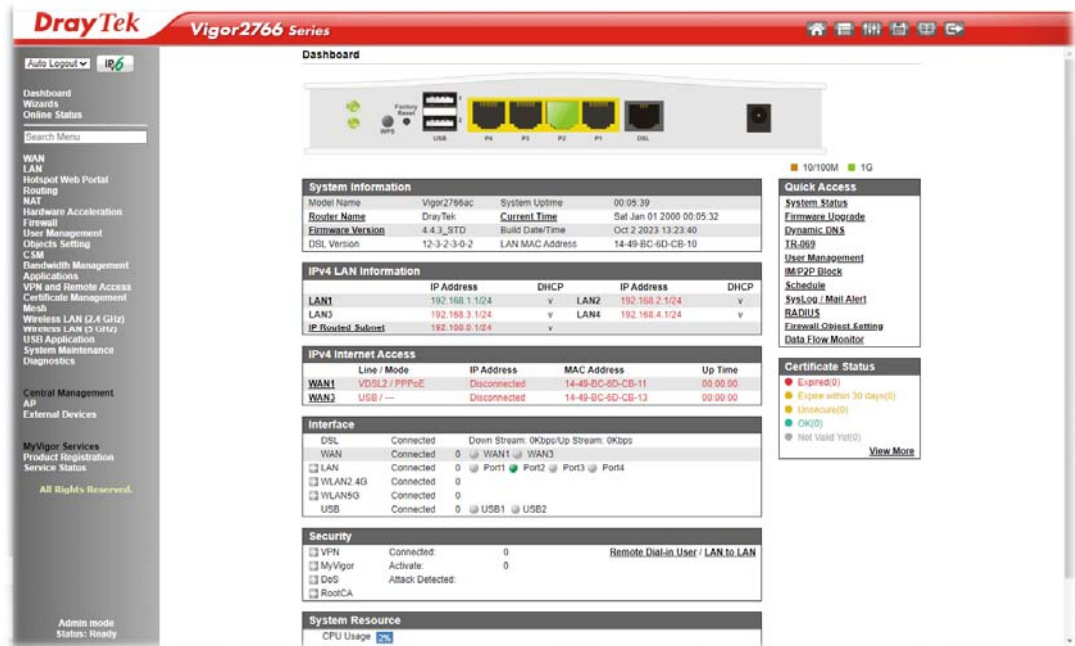 DrayTek Vigor2766 Series
Auto Logout IPv6
Dashboard
Wizards
Online Status
Search Menu
WAN
LAN
Hotspot Web Portal
Routing
NAT
Hardware Acceleration
Firewall
User Management
Objects Setting
CSM
Bandwidth Management
Applications
VPN and Remote Access
Certificate Management
Mesh
Wireless LAN (2.4 GHz)
Wireless LAN (5 GHz)
USB Application
System Maintenance
Diagnostics
Central Management
AP
External Devices
MyVigor Services
Product Registration
Service Status
All Rights Reserved.
Admin mode
Status: Ready
Dashboard
Factory
Reset
WPS
1
2
USB P4 P3 P2 P1 DSL
10/100M 1G
System Information
Model Name Vigor2766ac System Uptime 00:05:39
Router Name DrayTek Current Time Sat Jan 01 2000 00:05:32
Firmware Version 4.4.3_STD Build Date/Time Oct 2 2023 13:23:40
DSL Version 12-3-2-3-0-2 LAN MAC Address 14-49-BC-6D-CB-10
IPv4 LAN Information
IP Address DHCP IP Address DHCP
LAN1 192.168.1.1/24 v LAN2 192.168.2.1/24 v
LAN3 192.168.3.1/24 v LAN4 192.168.4.1/24 v
IP Routed Subnet 192.168.0.1/24 v
IPv4 Internet Access
Line / Mode IP Address MAC Address Up Time
WAN1 VDSL2 / PPPoE Disconnected 14-49-BC-6D-CB-11 00:00:00
WAN3 USB / --- Disconnected 14-49-BC-6D-CB-13 00:00:00
Interface
DSL Connected Down Stream: 0Kbps/Up Stream: 0Kbps
WAN Connected 0 WAN1 WAN3
LAN Connected 0 Port1 Port2 Port3 Port4
WLAN2.4G Connected 0
WLAN5G Connected 0
USB Connected 0 USB1 USB2
Security
VPN Connected: 0 Remote Dial-in User / LAN to LAN
MyVigor Activate: 0
DoS Attack Detected:
RootCA
System Resource
CPU Usage 2%
Quick Access
System Status
Firmware Upgrade
Dynamic DNS
TR-069
User Management
IM/P2P Block
Schedule
SysLog / Mail Alert
RADIUS
Firewall Object Setting
Data Flow Monitor
Certificate Status
Expired(0)
Expire within 30 days(0)
Unsecure(0)
OK(0)
Not Valid Yet(0)
View More